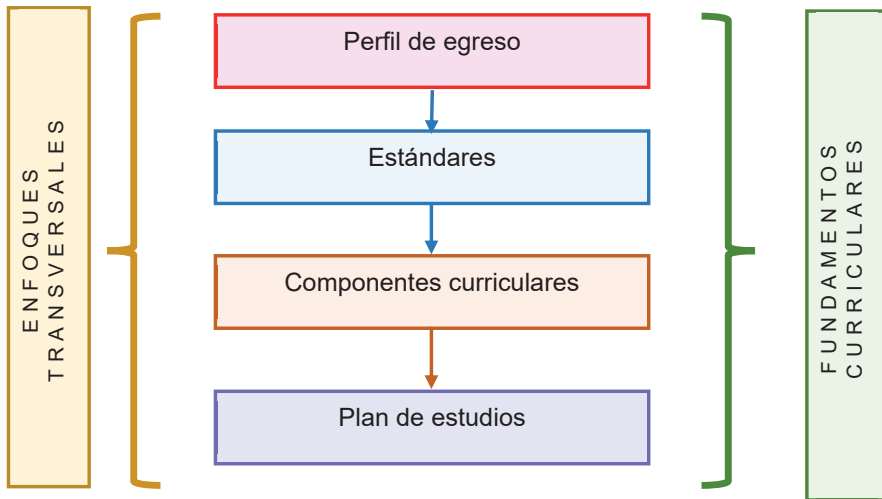 ENFOQUES
TRANSVERSALES
Perfil de egreso
Estándares
Componentes curriculares
Plan de estudios
FUNDAMENTOS
CURRICULARES